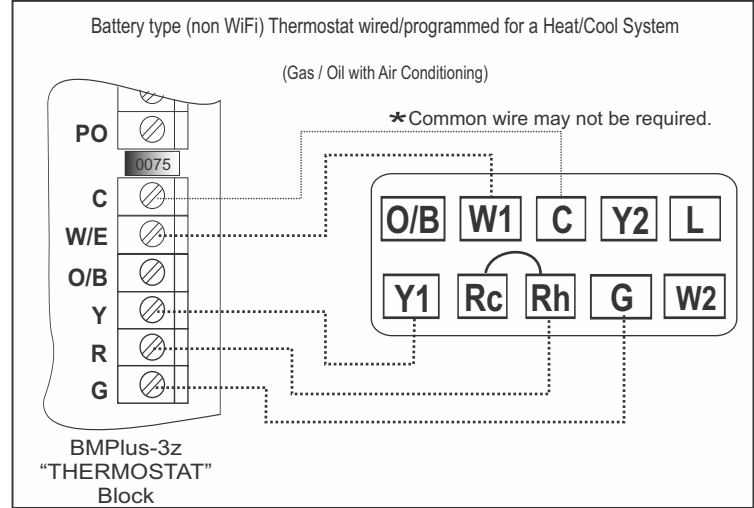 Battery type (non WiFi) Thermostat wired/programmed for a Heat/Cool System
(Gas / Oil with Air Conditioning)
*Common wire may not be required.
PO
0075
C
W/E
O/B
Y
R
G
O/B W1 C Y2 L
Y1 Rc Rh G W2
BMPlus-3z
“THERMOSTAT”
Block